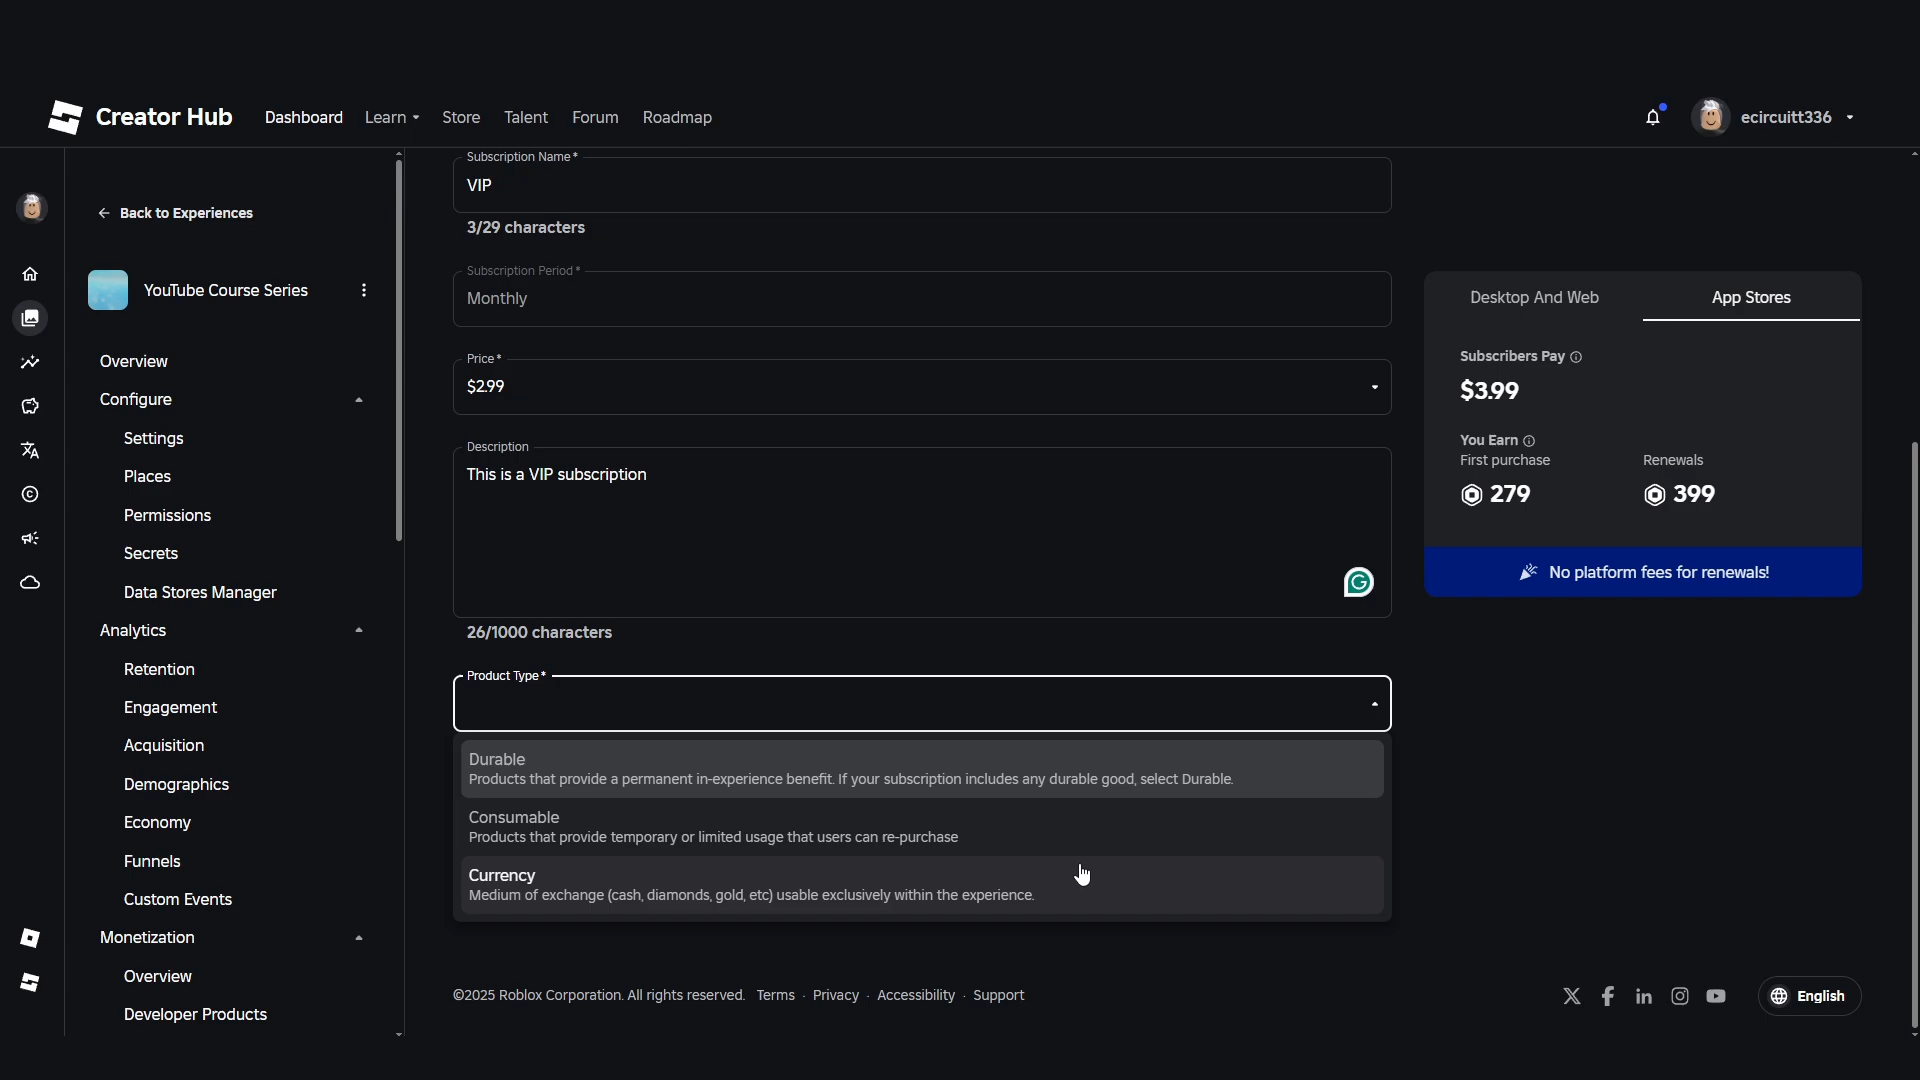 Creator Hub
Dashboard
Learn
Store
Talent
Forum
Roadmap
ecircuitt336
Back to Experiences
YouTube Course Series
Overview
Configure
Settings
Places
Permissions
Secrets
Data Stores Manager
Analytics
Retention
Engagement
Acquisition
Demographics
Economy
Funnels
Custom Events
Monetization
Overview
Developer Products
Subscription Name*
VIP
3/29 characters
Subscription Period*
Monthly
Price*
$2.99
Description
This is a VIP subscription
26/1000 characters
Product Type*
Durable
Products that provide a permanent in-experience benefit. If your subscription includes any durable good, select Durable.
Consumable
Products that provide temporary or limited usage that users can re-purchase
Currency
Medium of exchange (cash, diamonds, gold, etc) usable exclusively within the experience.
Desktop And Web
App Stores
Subscribers Pay
$3.99
You Earn
First purchase
Renewals
279
399
No platform fees for renewals!
©2025 Roblox Corporation. All rights reserved. Terms · Privacy · Accessibility · Support
English